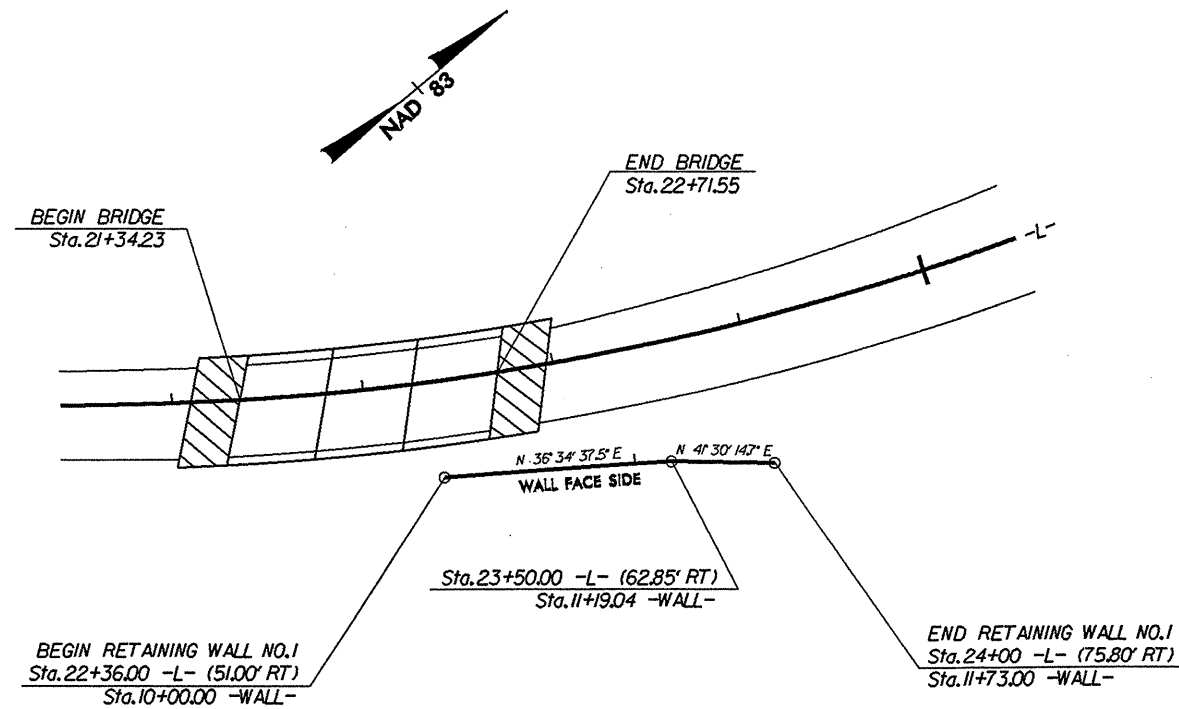 NAD 83
END BRIDGE
Sta.22+71.55
BEGIN BRIDGE
Sta.21+34.23
-L-
N 36° 34' 37.5" E
N 41° 30' 14.7" E
WALL FACE SIDE
Sta.23+50.00 -L- (62.85' RT)
Sta.11+19.04 -WALL-
BEGIN RETAINING WALL NO.1
Sta.22+36.00 -L- (51.00' RT)
Sta.10+00.00 -WALL-
END RETAINING WALL NO.1
Sta.24+00 -L- (75.80' RT)
Sta.11+73.00 -WALL-